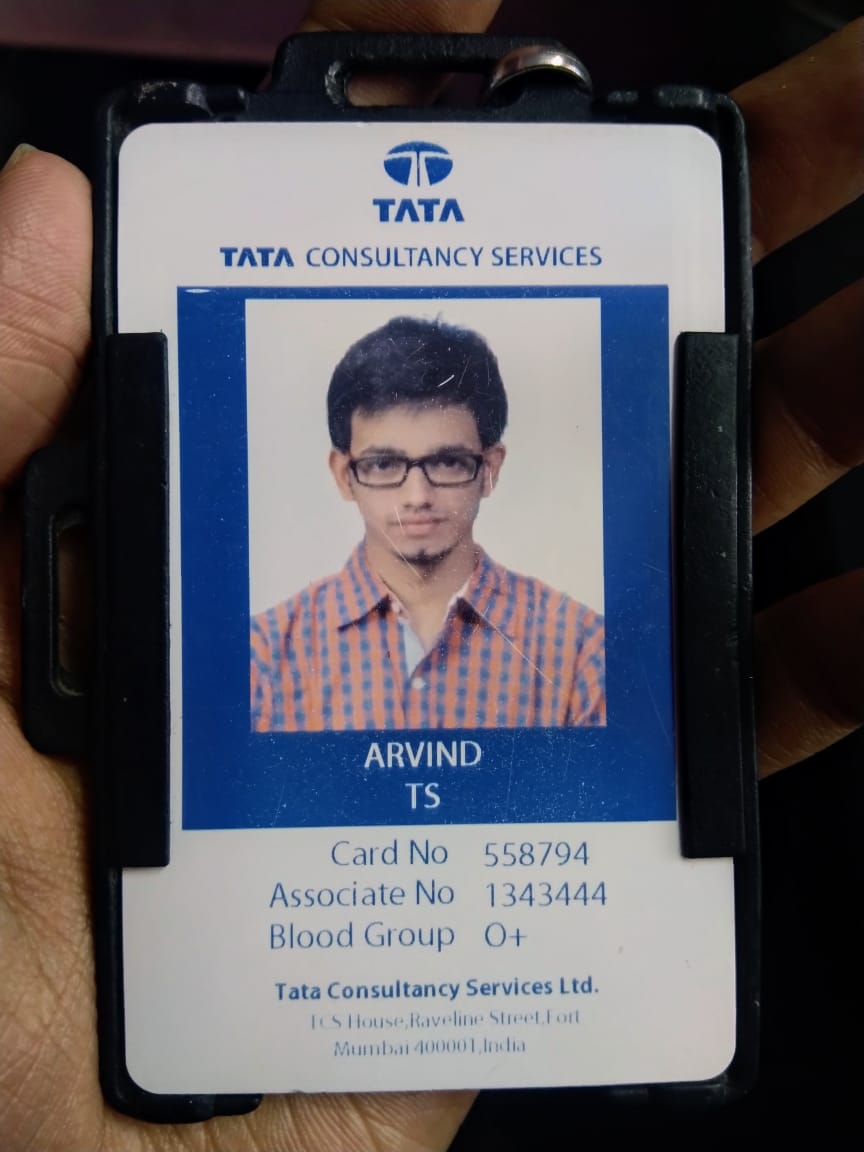 TATA
TATA CONSULTANCY SERVICES
ARVIND
TS
Card No 558794
Associate No 1343444
Blood Group O+
Tata Consultancy Services Ltd.
TCS House,Raveline Street,Fort
Mumbai 400001,India